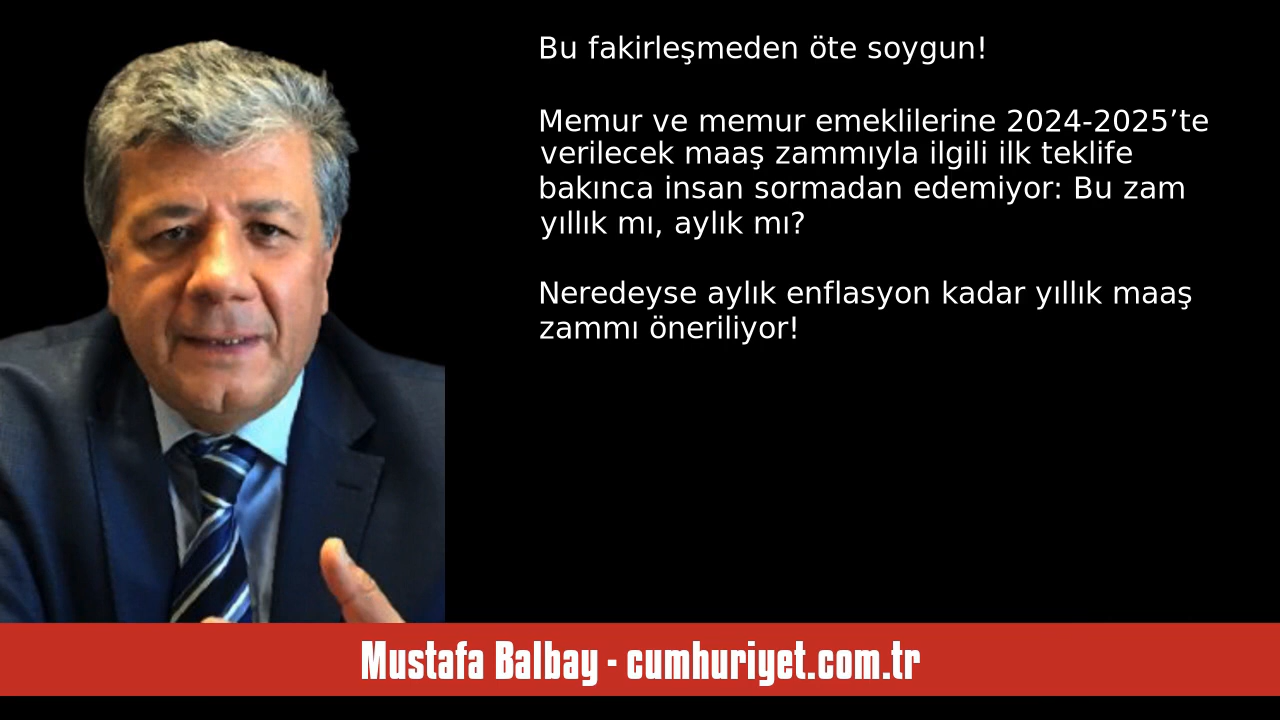 Bu fakirleşmeden öte soygun!
Memur ve memur emeklilerine 2024-2025’te
verilecek maaş zammıyla ilgili ilk teklife
bakınca insan sormadan edemiyor: Bu zam
yıllık mı, aylık mı?
Neredeyse aylık enflasyon kadar yıllık maaş
zammı öneriliyor!
Mustafa Balbay - cumhuriyet.com.tr